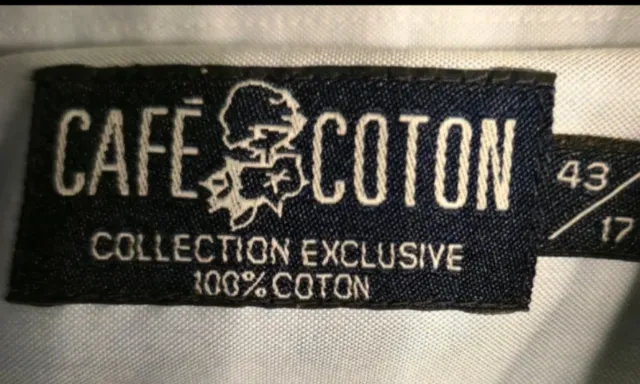 CAFÉ COTON
COLLECTION EXCLUSIVE
100% COTON
43/17